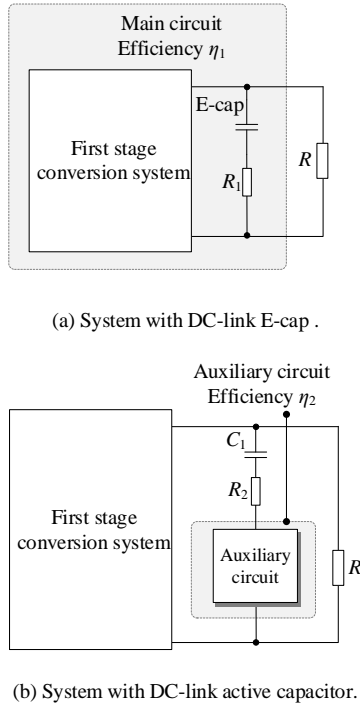 Main circuit
Efficiency η₁
E-cap
First stage
conversion system
R₁
R
(a) System with DC-link E-cap .
Auxiliary circuit
Efficiency η₂
C₁
R₂
First stage
conversion system
Auxiliary
circuit
R
(b) System with DC-link active capacitor.